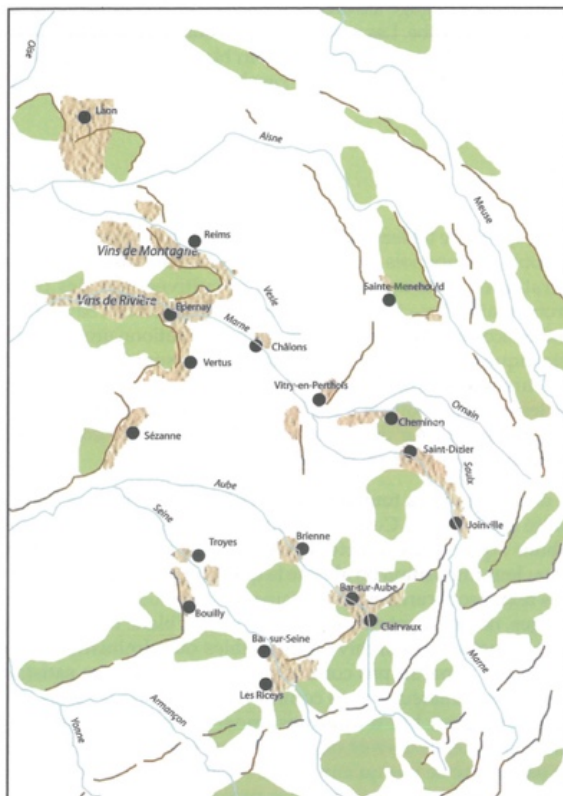 Oise
Laon
Aisne
Meuse
Reims
Vins de Montagne
Vesle
Sainte-Menehould
Vins de Rivière
Epernay
Marne
Châlons
Vertus
Vitry-en-Perthois
Ornain
Cheminon
Sézanne
Saint-Dizier
Saulx
Aube
Seine
Joinville
Troyes
Brienne
Bar-sur-Aube
Bouilly
Clairvaux
Bar-sur-Seine
Marne
Les Riceys
Armançon
Yonne